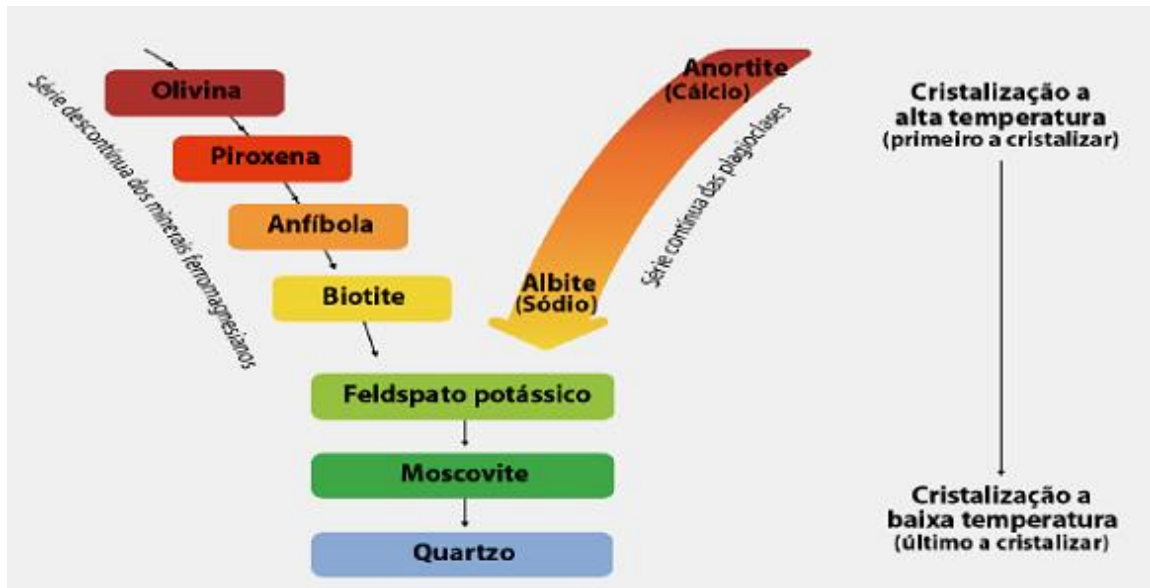 Série descontínua dos minerais ferromagnesianos
Olivina
Piroxena
Anfíbola
Biotite
Anortite
(Cálcio)
Albite
(Sódio)
Série contínua das plagioclases
Feldspato potássico
Moscovite
Quartzo
Cristalização a
alta temperatura
(primeiro a cristalizar)
Cristalização a
baixa temperatura
(último a cristalizar)